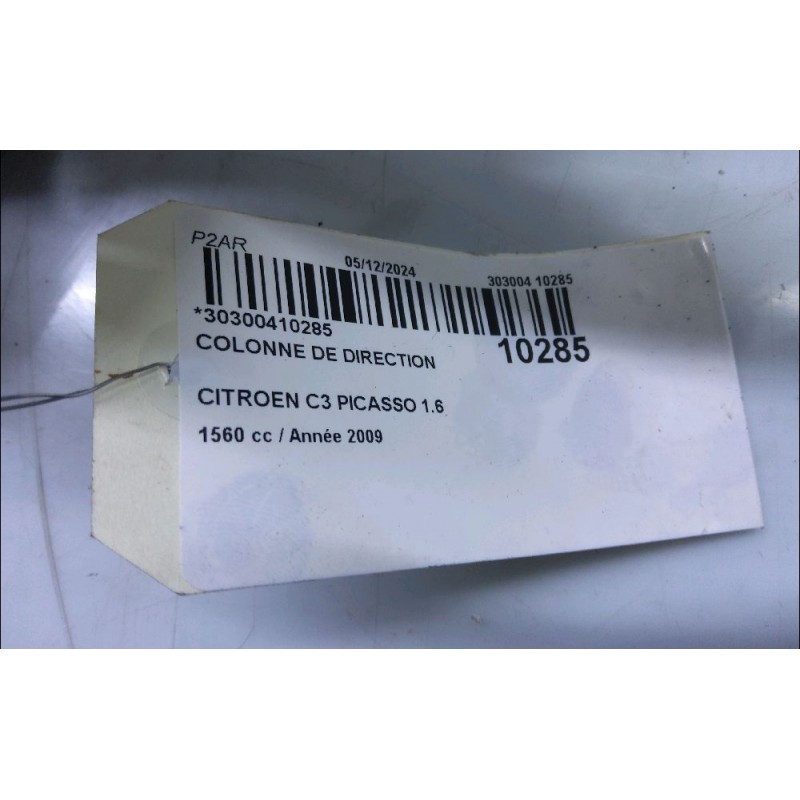 P2AR
05/12/2024
303004 10285
*30300410285
10285
COLONNE DE DIRECTION
CITROEN C3 PICASSO 1.6
1560 cc / Année 2009